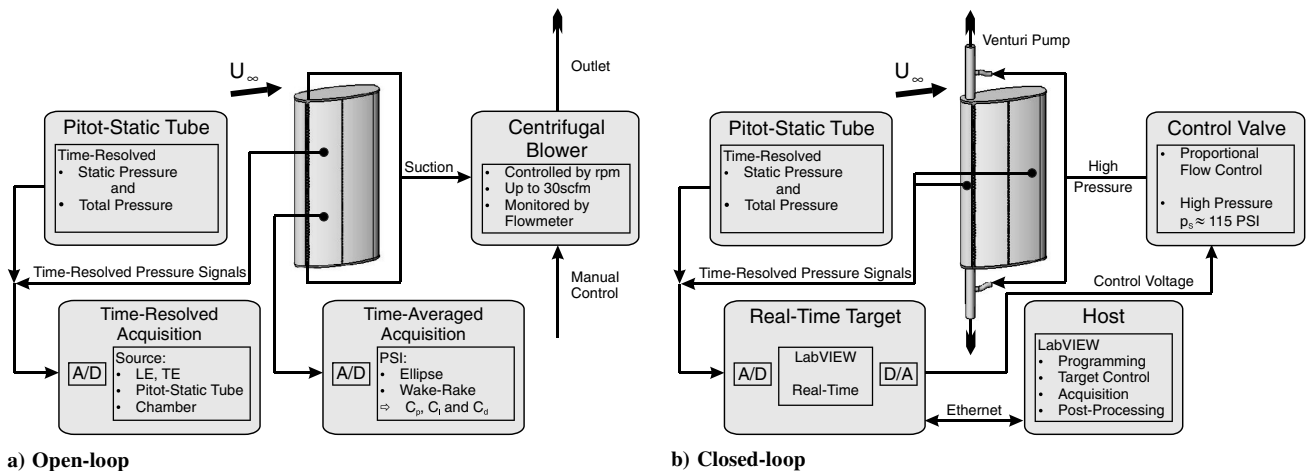 U∞
Pitot-Static Tube
Time-Resolved
• Static Pressure
and
• Total Pressure
Outlet
Centrifugal
Blower
• Controlled by rpm
• Up to 30scfm
• Monitored by
Flowmeter
Suction
Time-Resolved Pressure Signals
Manual
Control
Time-Resolved
Acquisition
A/D
Source:
• LE, TE
• Pitot-Static Tube
• Chamber
Time-Averaged
Acquisition
A/D
PSI:
• Ellipse
• Wake-Rake
⇨ Cp, Cl and Cd
a) Open-loop
Venturi Pump
U∞
Pitot-Static Tube
Time-Resolved
• Static Pressure
and
• Total Pressure
Control Valve
• Proportional
Flow Control
• High Pressure
ps ≈ 115 PSI
High
Pressure
Time-Resolved Pressure Signals
Control Voltage
Real-Time Target
A/D
LabVIEW
Real-Time
D/A
Host
LabVIEW
• Programming
• Target Control
• Acquisition
• Post-Processing
Ethernet
b) Closed-loop